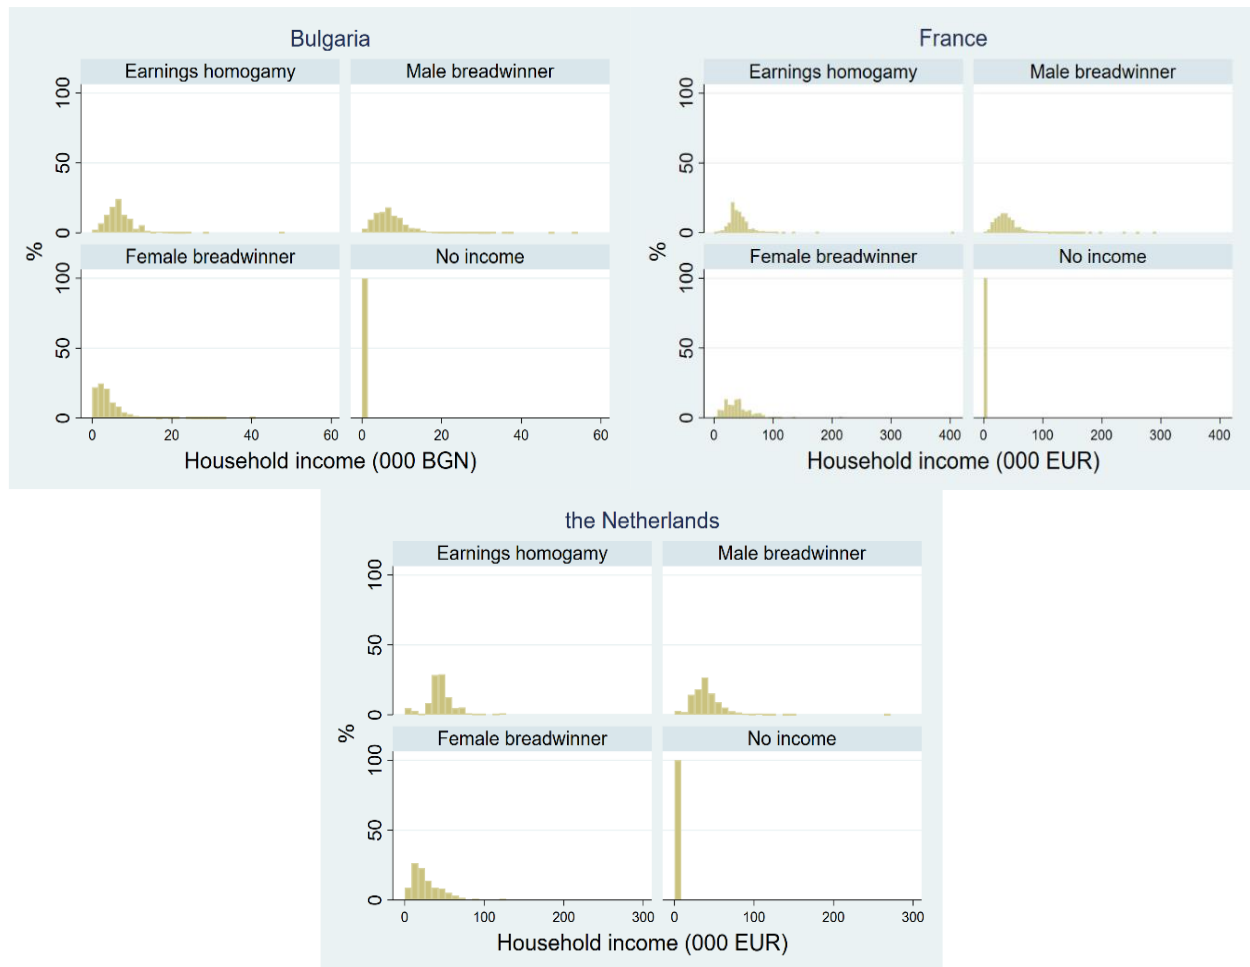 Bulgaria
Earnings homogamy
Male breadwinner
100
50
0
Female breadwinner
No income
100
50
0
%
0
20
40
60
0
20
40
60
Household income (000 BGN)
France
Earnings homogamy
Male breadwinner
100
50
0
Female breadwinner
No income
100
50
0
%
0
100
200
300
400
0
100
200
300
400
Household income (000 EUR)
the Netherlands
Earnings homogamy
Male breadwinner
100
50
0
Female breadwinner
No income
100
50
0
%
0
100
200
300
0
100
200
300
Household income (000 EUR)